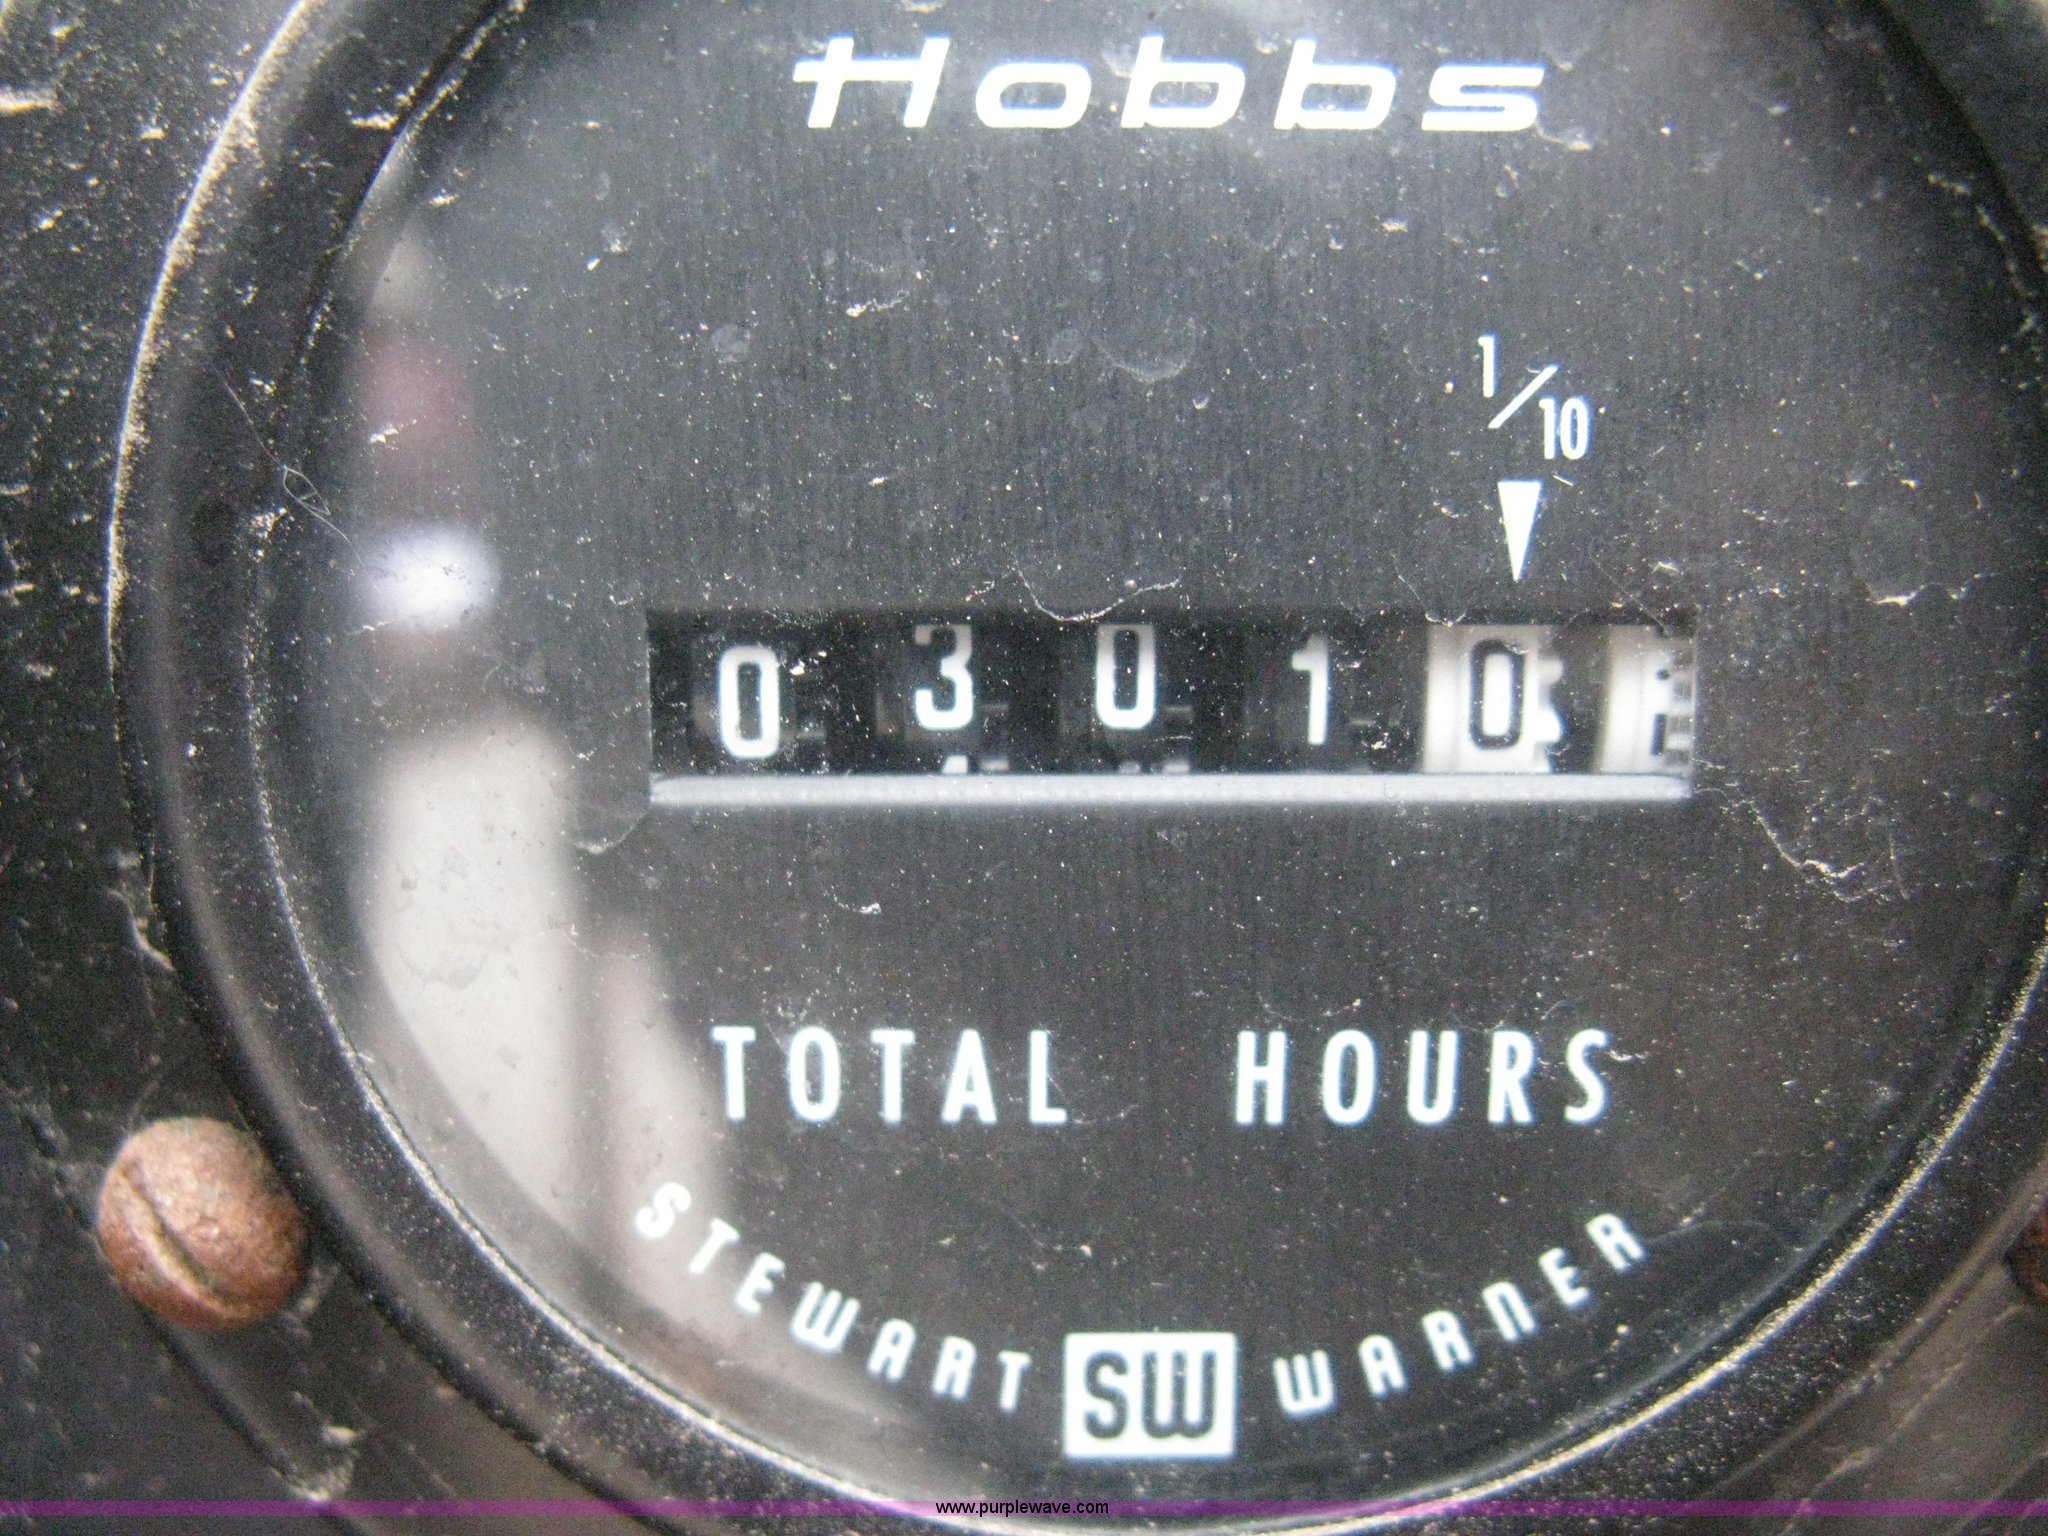 Hobbs
1/10
0 3 0 1 0
TOTAL HOURS
STEWART SW WARNER
www.purplewave.com